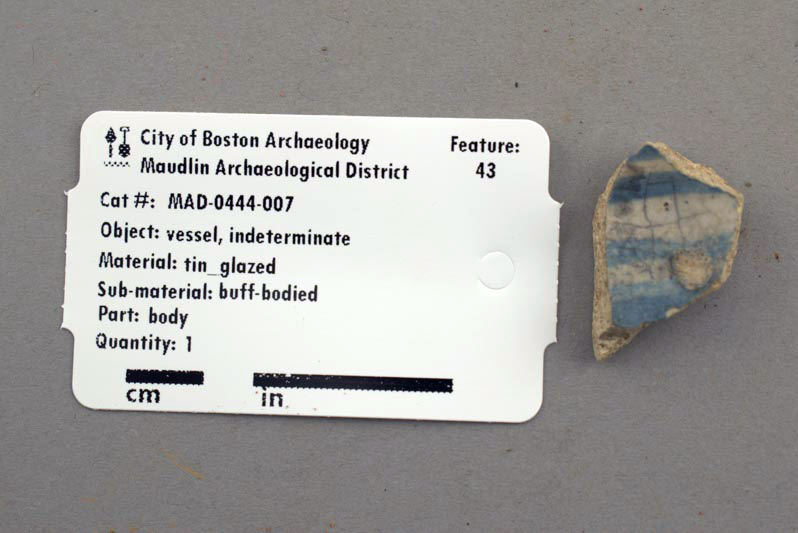 City of Boston Archaeology
Maudlin Archaeological District
Feature:
43
Cat #: MAD-0444-007
Object: vessel, indeterminate
Material: tin_glazed
Sub-material: buff-bodied
Part: body
Quantity: 1
cm in